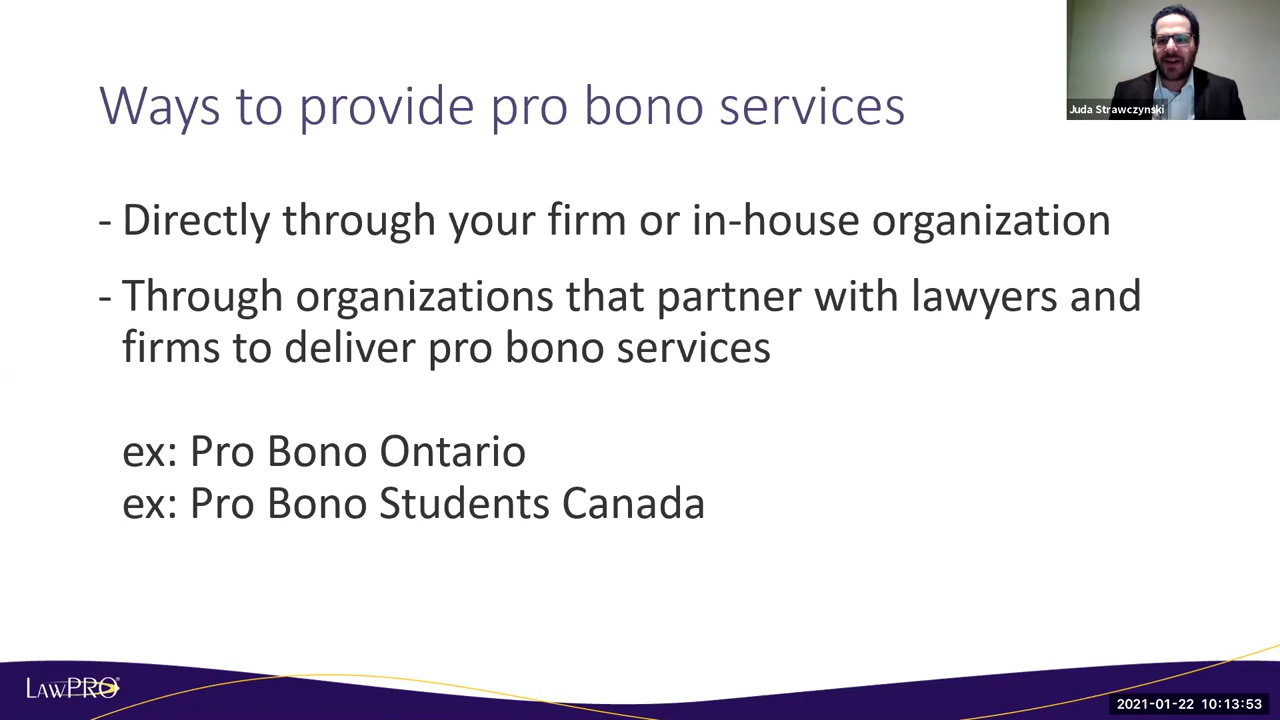 Ways to provide pro bono services
Juda Strawczynski
- Directly through your firm or in-house organization
- Through organizations that partner with lawyers and
firms to deliver pro bono services
ex: Pro Bono Ontario
ex: Pro Bono Students Canada
LAWPRO®
2021-01-22 10:13:53